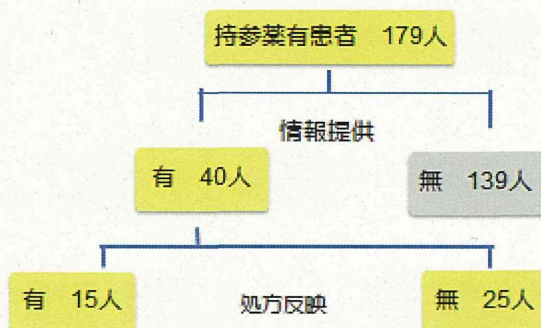 持参薬有患者 179人
情報提供
有 40人
無 139人
有 15人
処方反映
無 25人